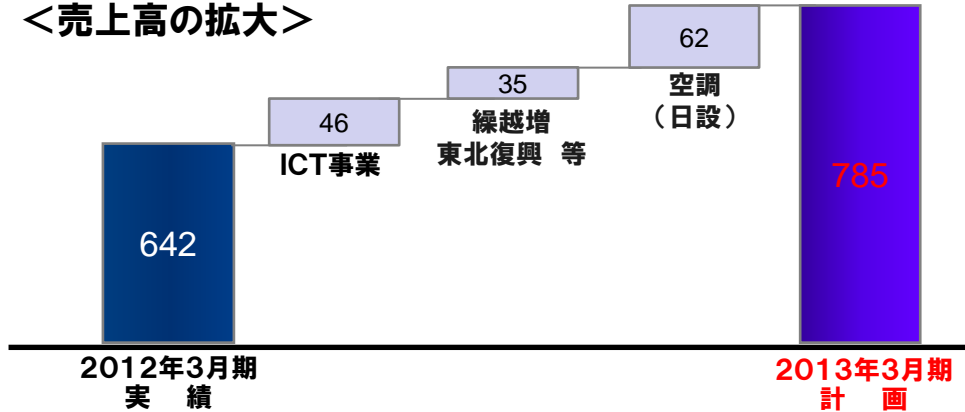 ＜売上高の拡大＞
62
空調
（日設）
35
繰越増
東北復興 等
46
ICT事業
642
785
2012年3月期
実 績
2013年3月期
計 画